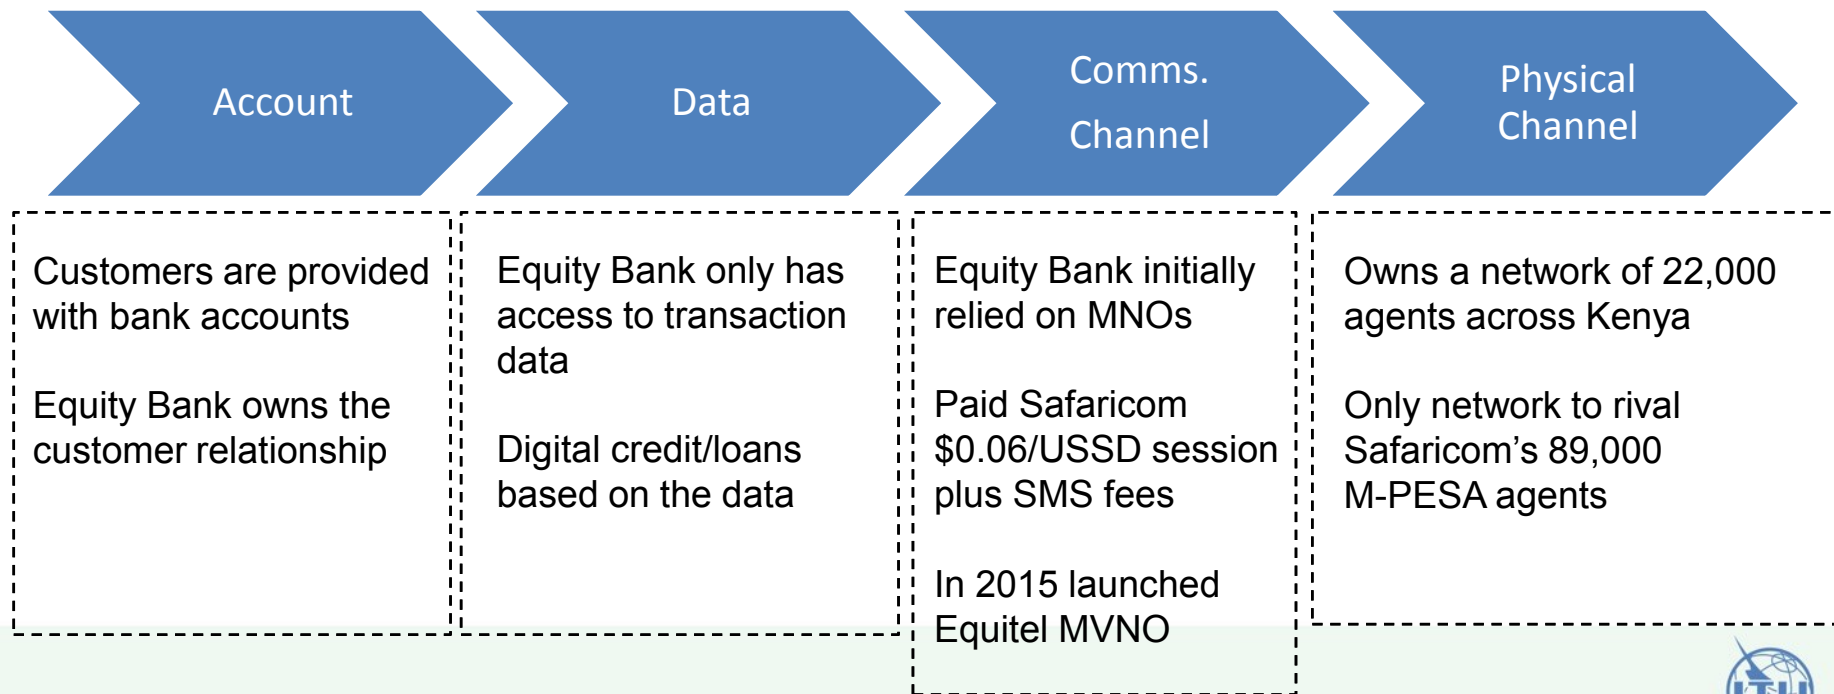 Account
Data
Comms.
Channel
Physical
Channel
Customers are provided
with bank accounts
Equity Bank owns the
customer relationship
Equity Bank only has
access to transaction
data
Digital credit/loans
based on the data
Equity Bank initially
relied on MNOs
Paid Safaricom
$0.06/USSD session
plus SMS fees
In 2015 launched
Equitel MVNO
Owns a network of 22,000
agents across Kenya
Only network to rival
Safaricom’s 89,000
M-PESA agents